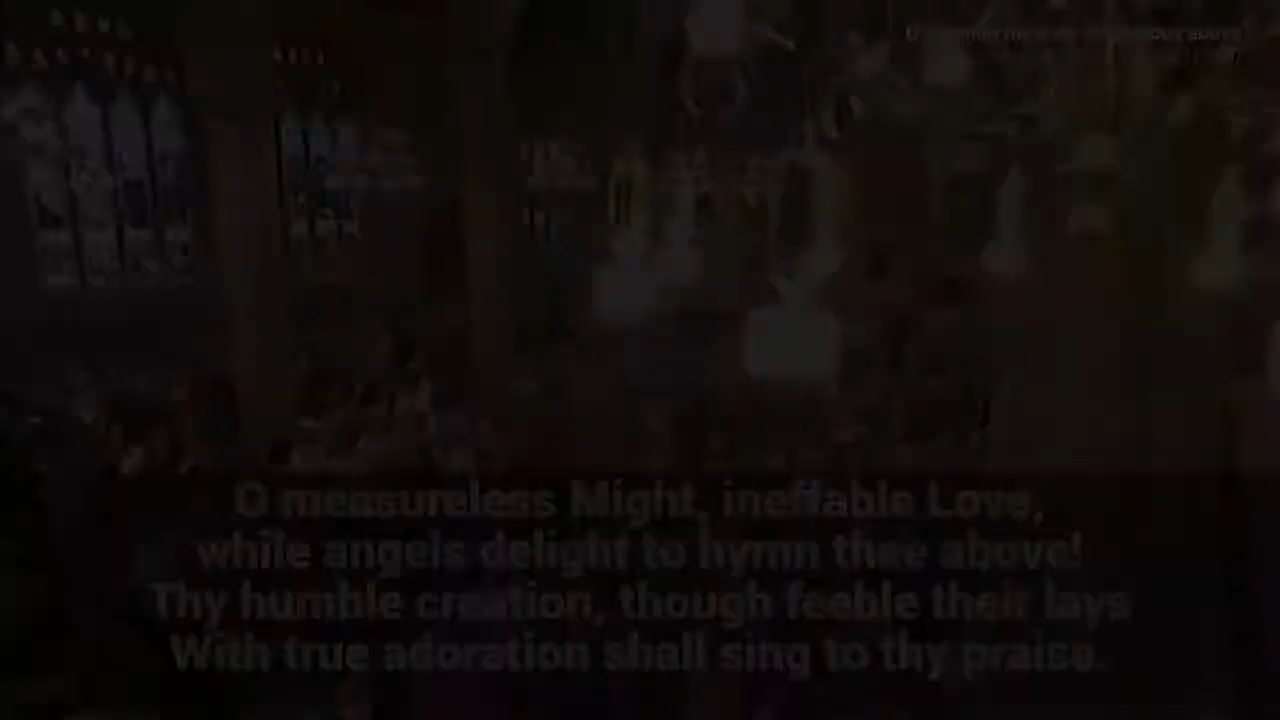 O measureless Might, ineffable Love,
while angels delight to hymn thee above!
Thy humble creation, though feeble their lays
With true adoration shall sing to thy praise.